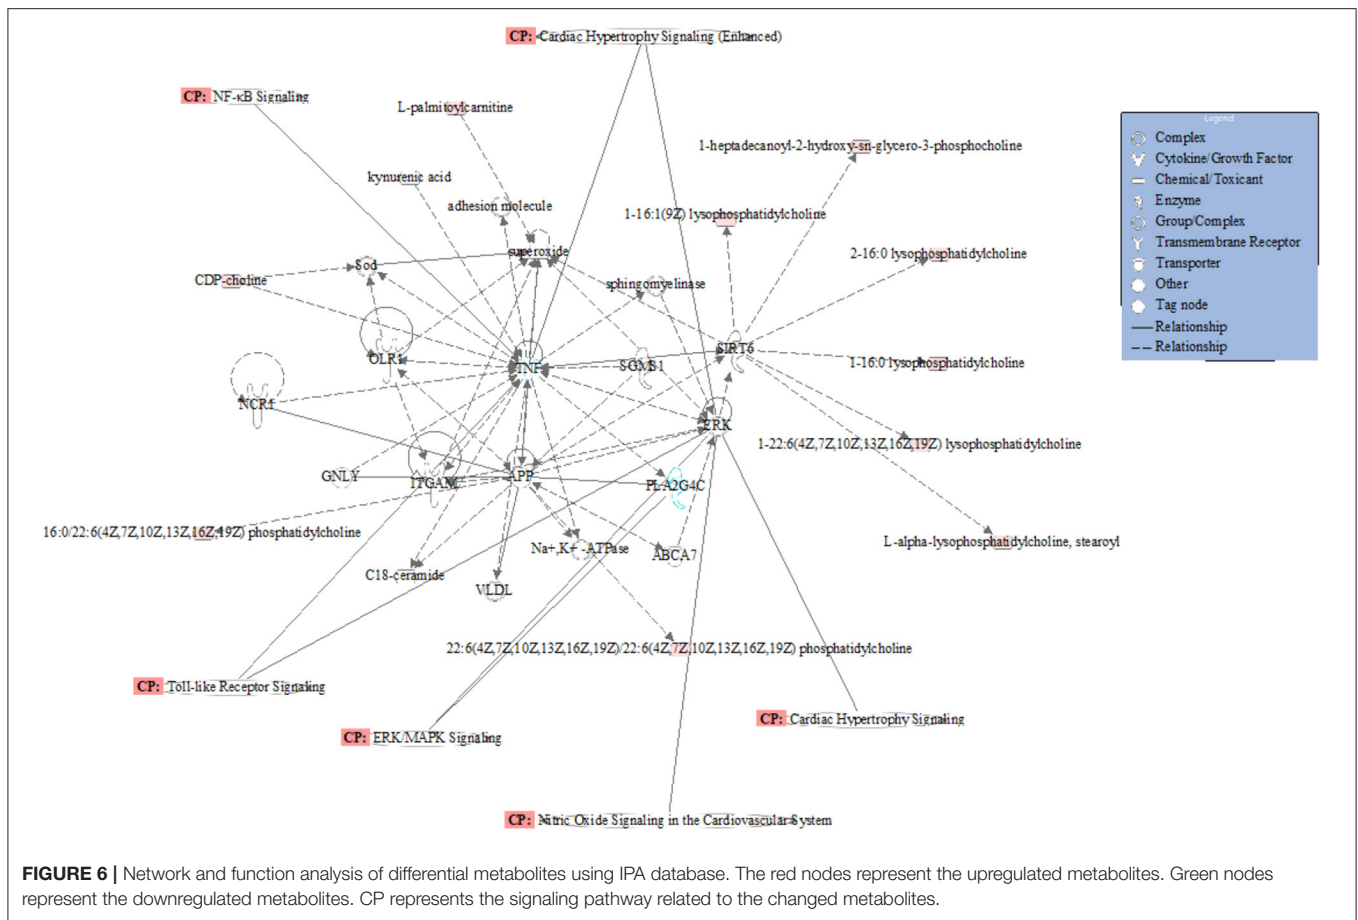 CP: Cardiac Hypertrophy Signaling (Enhanced)
CP: NF-κB Signaling
L-palmitoylcarnitine
1-heptadecanoyl-2-hydroxy-sn-glycero-3-phosphocholine
kynurenic acid
adhesion molecule
1-16:1(9Z) lysophosphatidylcholine
superoxide
2-16:0 lysophosphatidylcholine
Sod
CDP-choline
sphingomyelinase
OLR1
TNF
SGMS1
SIRT6
1-16:0 lysophosphatidylcholine
NCR1
ERK
1-22:6(4Z,7Z,10Z,13Z,16Z,19Z) lysophosphatidylcholine
GNLY
ITGAM
APP
PLA2G4C
16:0/22:6(4Z,7Z,10Z,13Z,16Z,19Z) phosphatidylcholine
Na+,K+ -ATPase
ABCA7
L-alpha-lysophosphatidylcholine, stearoyl
C18-ceramide
VLDL
22:6(4Z,7Z,10Z,13Z,16Z,19Z)/22:6(4Z,7Z,10Z,13Z,16Z,19Z) phosphatidylcholine
CP: Toll-like Receptor Signaling
CP: ERK/MAPK Signaling
CP: Cardiac Hypertrophy Signaling
CP: Nitric Oxide Signaling in the Cardiovascular System
Legend
Complex
Cytokine/Growth Factor
Chemical/Toxicant
Enzyme
Group/Complex
Transmembrane Receptor
Transporter
Other
Tag node
Relationship
Relationship
FIGURE 6 | Network and function analysis of differential metabolites using IPA database. The red nodes represent the upregulated metabolites. Green nodes
represent the downregulated metabolites. CP represents the signaling pathway related to the changed metabolites.